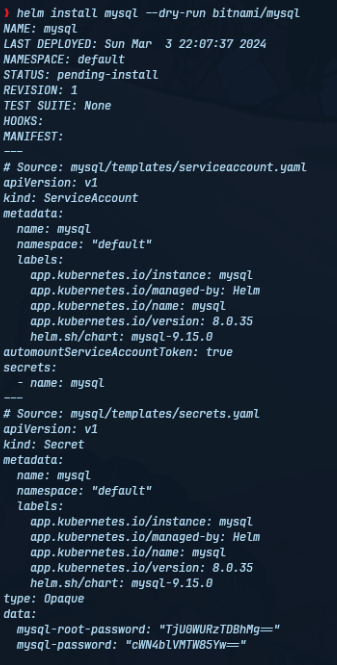 ❯ helm install mysql --dry-run bitnami/mysql
NAME: mysql
LAST DEPLOYED: Sun Mar  3 22:07:37 2024
NAMESPACE: default
STATUS: pending-install
REVISION: 1
TEST SUITE: None
HOOKS:
MANIFEST:
---
# Source: mysql/templates/serviceaccount.yaml
apiVersion: v1
kind: ServiceAccount
metadata:
  name: mysql
  namespace: "default"
  labels:
    app.kubernetes.io/instance: mysql
    app.kubernetes.io/managed-by: Helm
    app.kubernetes.io/name: mysql
    app.kubernetes.io/version: 8.0.35
    helm.sh/chart: mysql-9.15.0
automountServiceAccountToken: true
secrets:
  - name: mysql
---
# Source: mysql/templates/secrets.yaml
apiVersion: v1
kind: Secret
metadata:
  name: mysql
  namespace: "default"
  labels:
    app.kubernetes.io/instance: mysql
    app.kubernetes.io/managed-by: Helm
    app.kubernetes.io/name: mysql
    app.kubernetes.io/version: 8.0.35
    helm.sh/chart: mysql-9.15.0
type: Opaque
data:
  mysql-root-password: "TjU0WURzTDBhMg=="
  mysql-password: "cWN4blVMTW85Yw=="